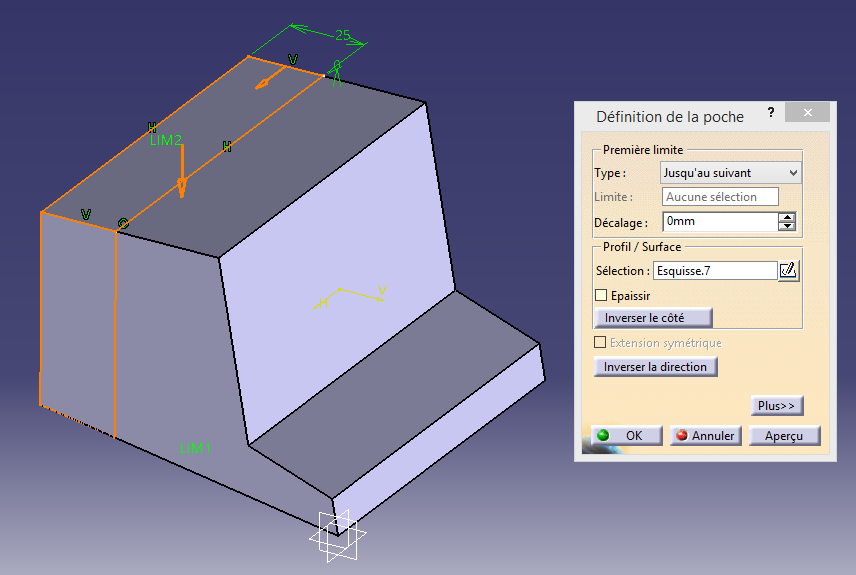 25
V
H
LIM2
H
V
H
V
LIM1
Définition de la poche
?
Première limite
Type :
Jusqu'au suivant
Limite :
Aucune sélection
Décalage :
0mm
Profil / Surface
Sélection :
Esquisse.7
Epaissir
Inverser le côté
Extension symétrique
Inverser la direction
Plus>>
OK
Annuler
Aperçu